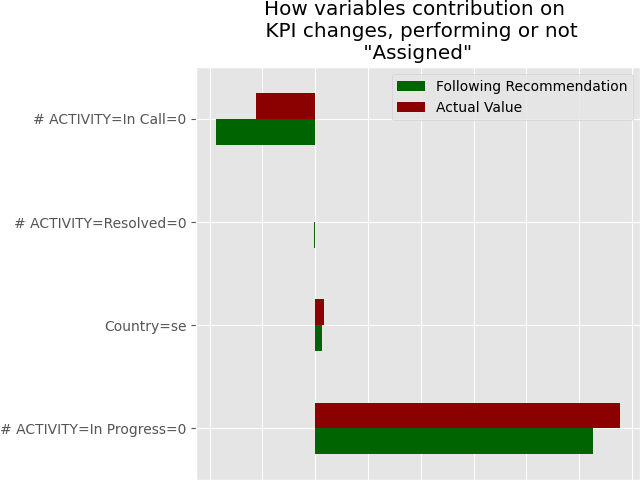 How variables contribution on
KPI changes, performing or not
"Assigned"
Following Recommendation
Actual Value
# ACTIVITY=In Call=0
# ACTIVITY=Resolved=0
Country=se
# ACTIVITY=In Progress=0